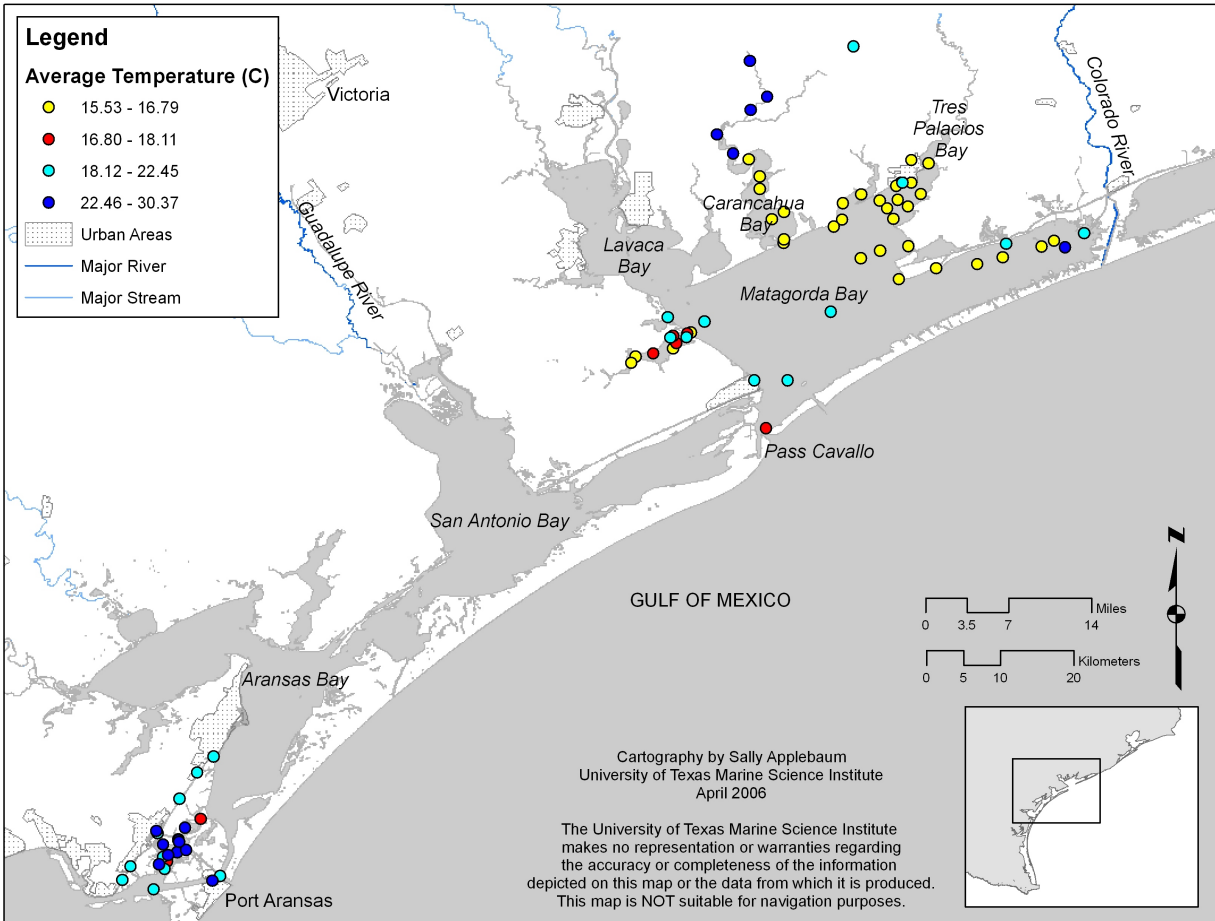 Legend
Average Temperature (C)
15.53 - 16.79
16.80 - 18.11
18.12 - 22.45
22.46 - 30.37
Urban Areas
Major River
Major Stream
Victoria
Guadalupe River
Colorado River
Tres
Palacios
Bay
Carancahua
Bay
Lavaca
Bay
Matagorda Bay
Pass Cavallo
San Antonio Bay
GULF OF MEXICO
Aransas Bay
Port Aransas
N
Miles
0 3.5 7 14
Kilometers
0 5 10 20
Cartography by Sally Applebaum
University of Texas Marine Science Institute
April 2006
The University of Texas Marine Science Institute
makes no representation or warranties regarding
the accuracy or completeness of the information
depicted on this map or the data from which it is produced.
This map is NOT suitable for navigation purposes.